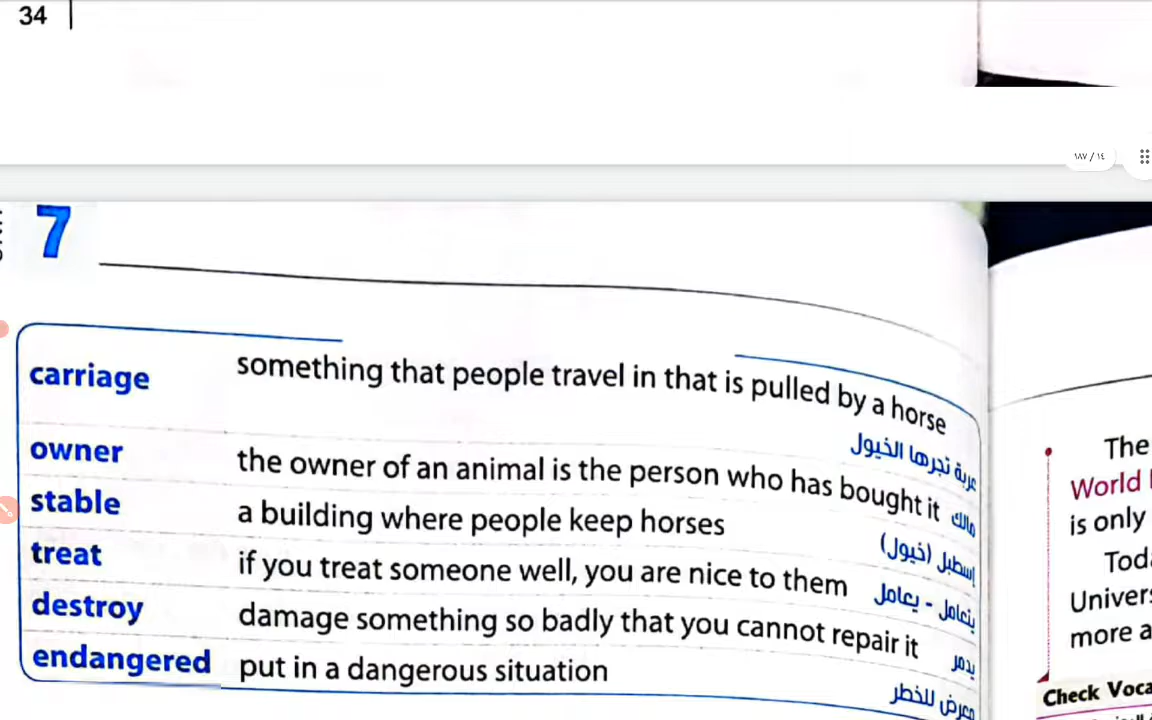 34
١٨٧ / ١٤
7
carriage something that people travel in that is pulled by a horse
عربة تجرها الخيول
owner the owner of an animal is the person who has bought it مالك
stable a building where people keep horses
إسطبل (خيول)
treat if you treat someone well, you are nice to them يتعامل - يعامل
destroy damage something so badly that you cannot repair it يدمر
endangered put in a dangerous situation
معرض للخطر
The
World
is only
more a
Check